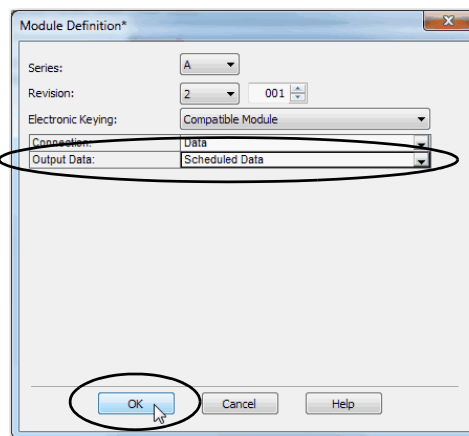 Module Definition*
Series: A
Revision: 2 001
Electronic Keying: Compatible Module
Connection: Data
Output Data: Scheduled Data
OK Cancel Help